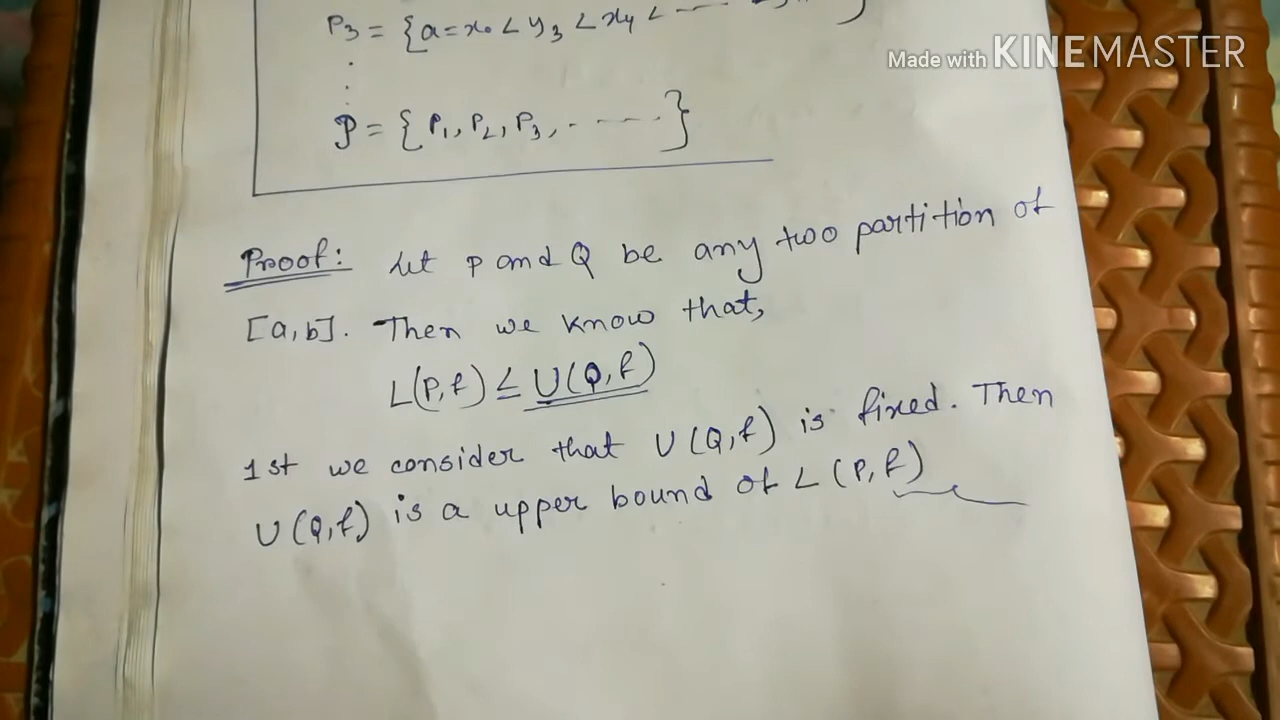 P3 = {a = x0 < y3 < x4 < -----
Made with KINEMASTER
:
P = { P1, P2, P3, ------ }
Proof: Let P and Q be any two partition of
[a,b]. Then we know that,
L(P,f) ≤ U(Q,f)
1st we consider that U(Q,f) is fixed. Then
U(Q,f) is a upper bound of L(P,f)